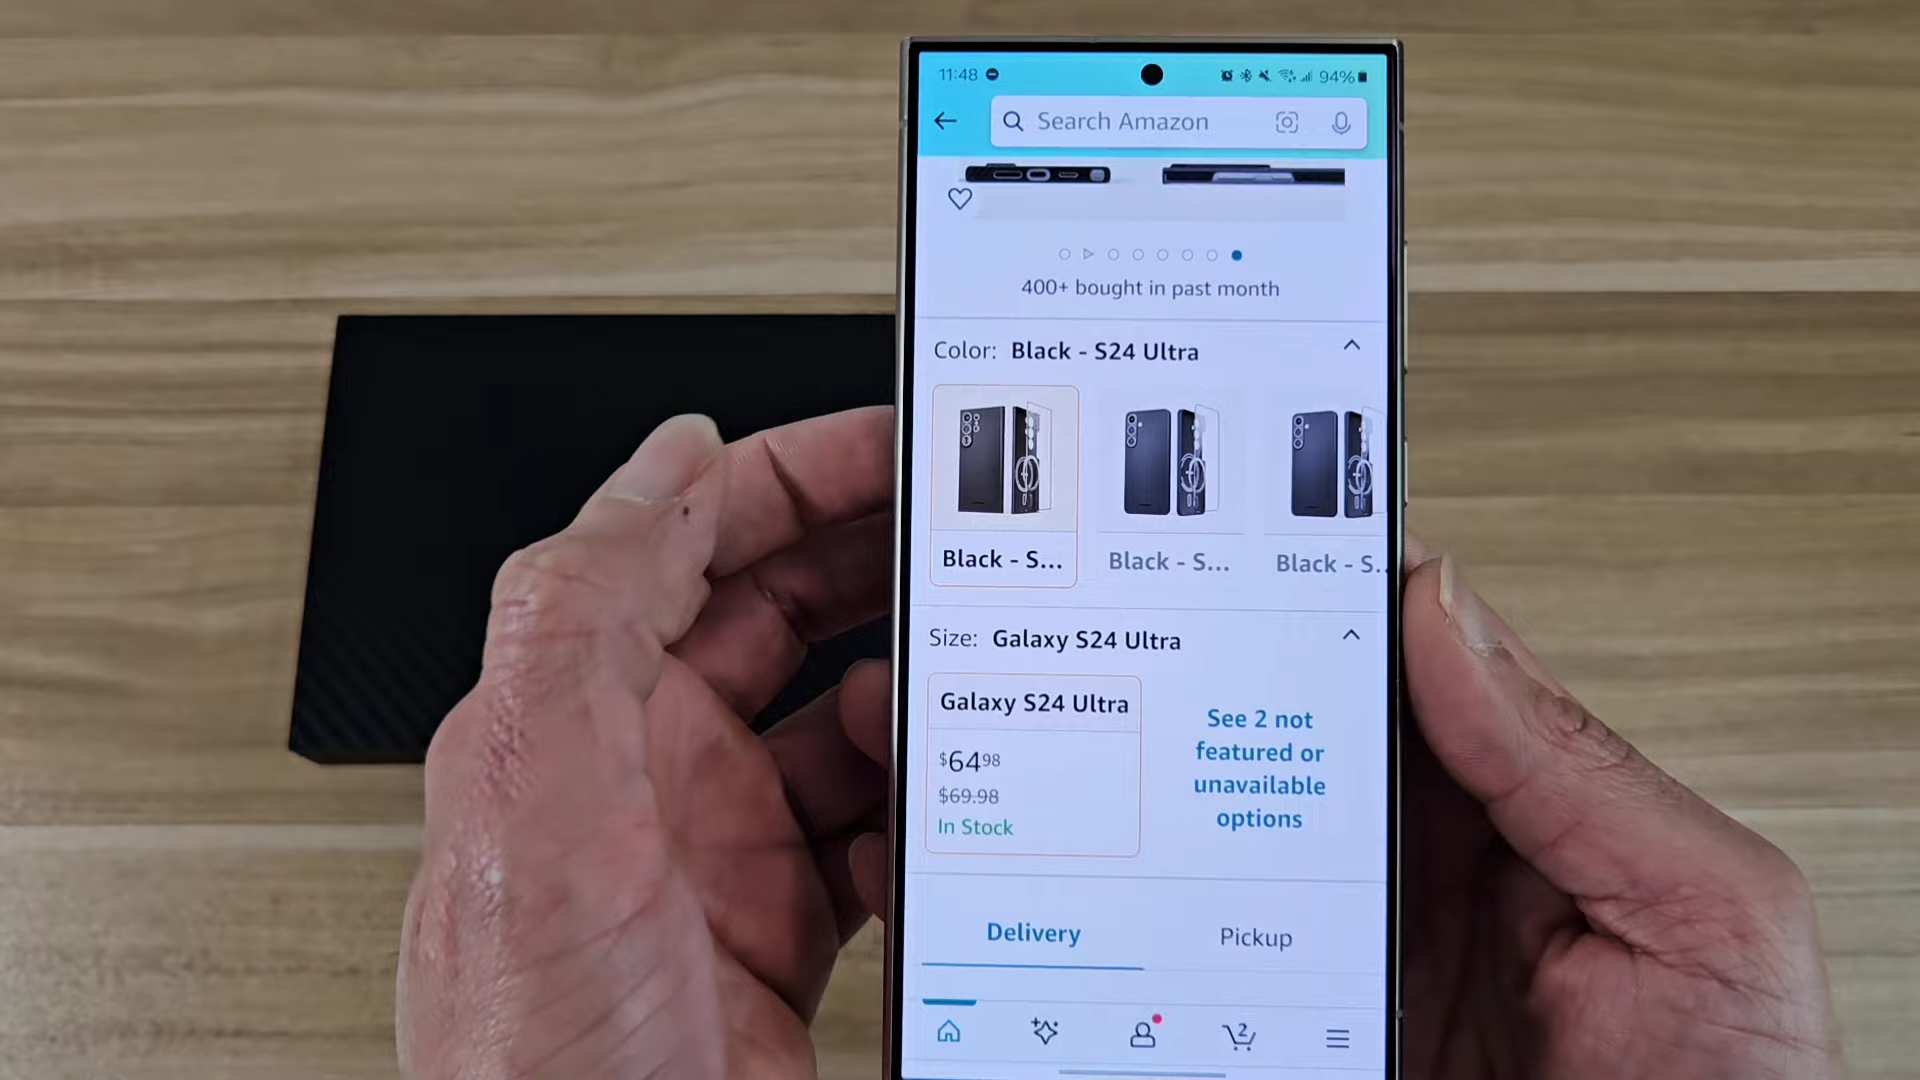 11:48 94%
Search Amazon
400+ bought in past month
Color: Black - S24 Ultra
Black - S... Black - S... Black - S..
Size: Galaxy S24 Ultra
Galaxy S24 Ultra
$6498
$69.98
In Stock
See 2 not
featured or
unavailable
options
Delivery Pickup
2